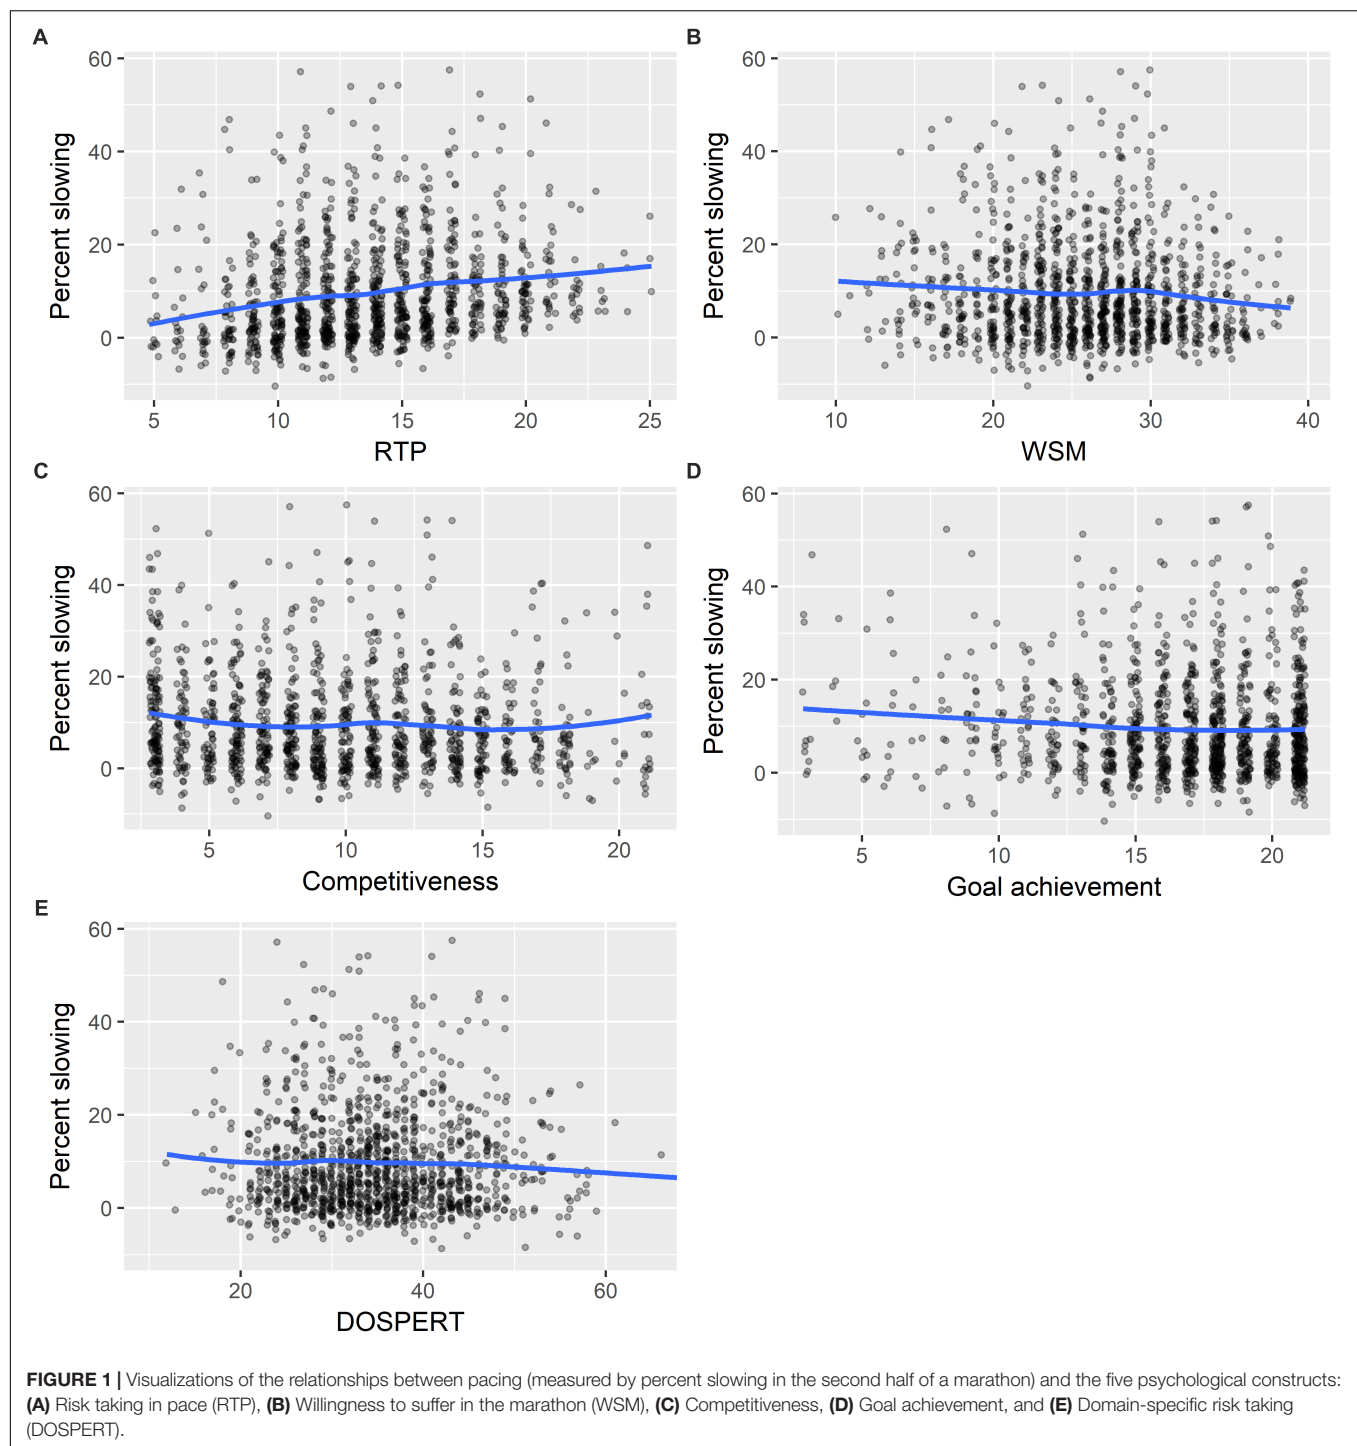 A
60
40
20
0
Percent slowing
5
10
15
20
25
RTP
B
60
40
20
0
Percent slowing
10
20
30
40
WSM
C
60
40
20
0
Percent slowing
5
10
15
20
Competitiveness
D
60
40
20
0
Percent slowing
5
10
15
20
Goal achievement
E
60
40
20
0
Percent slowing
20
40
60
DOSPERT
FIGURE 1 | Visualizations of the relationships between pacing (measured by percent slowing in the second half of a marathon) and the five psychological constructs:
(A) Risk taking in pace (RTP), (B) Willingness to suffer in the marathon (WSM), (C) Competitiveness, (D) Goal achievement, and (E) Domain-specific risk taking
(DOSPERT).